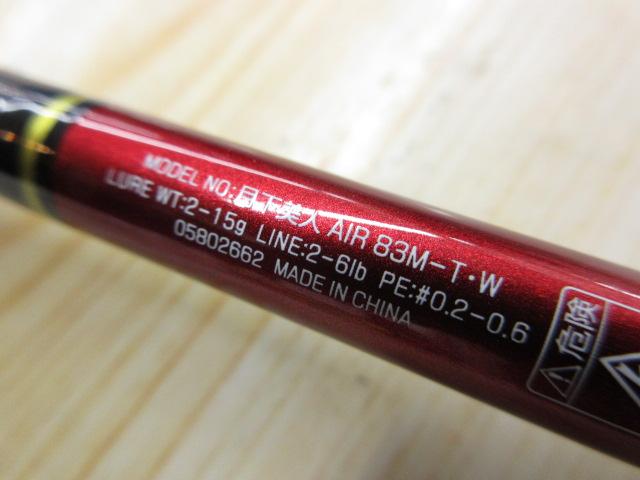 MODEL NO:月下美人 AIR 83M-T・W
LURE WT:2-15g LINE:2-6lb PE:#0.2-0.6
05802662 MADE IN CHINA
危険